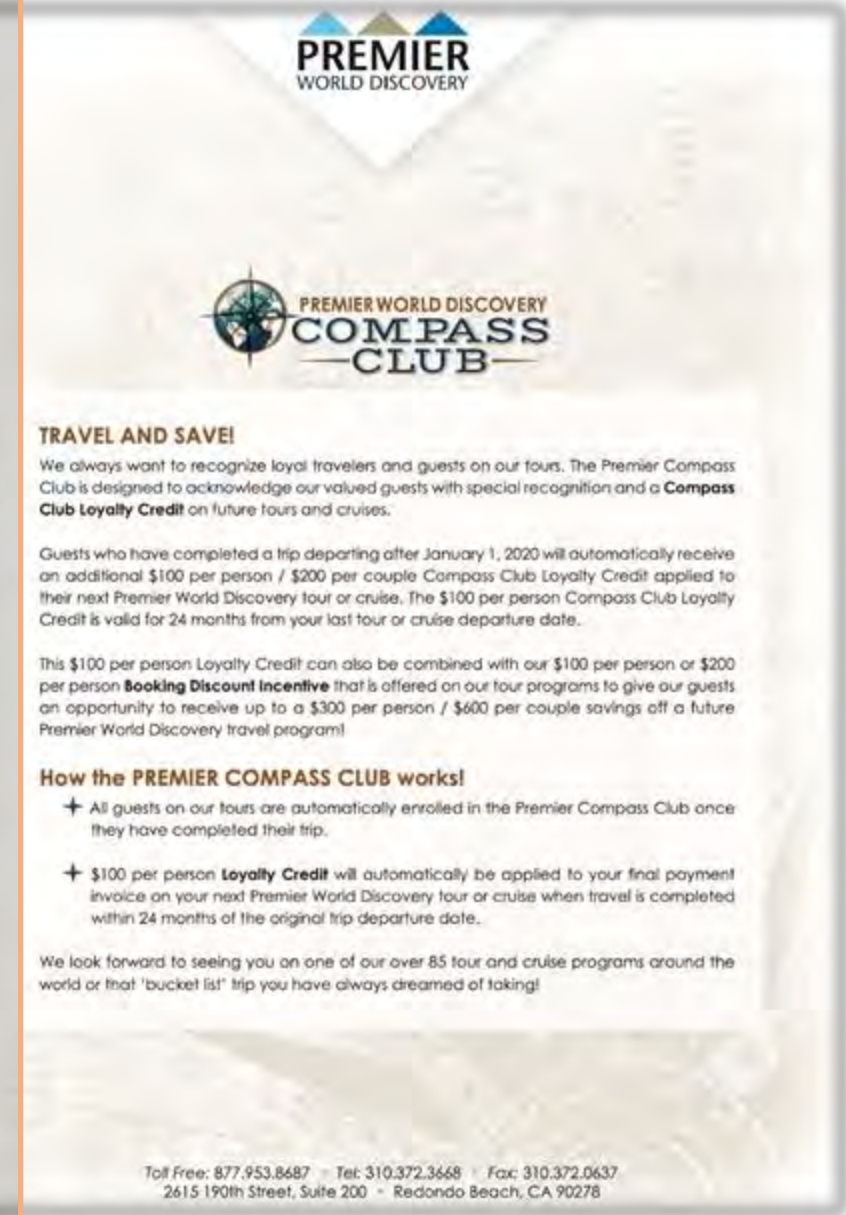 PREMIER
WORLD DISCOVERY
PREMIER WORLD DISCOVERY
COMPASS
CLUB
TRAVEL AND SAVE!
We always want to recognize loyal travelers and guests on our tours. The Premier Compass
Club is designed to acknowledge our valued guests with special recognition and a Compass
Club Loyalty Credit on future tours and cruises.
Guests who have completed a trip departing after January 1, 2020 will automatically receive
an additional $100 per person / $200 per couple Compass Club Loyalty Credit applied to
their next Premier World Discovery tour or cruise. The $100 per person Compass Club Loyalty
Credit is valid for 24 months from your last tour or cruise departure date.
This $100 per person Loyalty Credit can also be combined with our $100 per person or $200
per person Booking Discount Incentive that is offered on our tour programs to give our guests
an opportunity to receive up to a $300 per person / $600 per couple savings off a future
Premier World Discovery travel program!
How the PREMIER COMPASS CLUB works!
All guests on our tours are automatically enrolled in the Premier Compass Club once
they have completed their trip.
$100 per person Loyalty Credit will automatically be applied to your final payment
invoice on your next Premier World Discovery tour or cruise when travel is completed
within 24 months of the original trip departure date.
We look forward to seeing you on one of our over 85 tour and cruise programs around the
world or that 'bucket list' trip you have always dreamed of taking!
Toll Free: 877.953.8687 • Tel: 310.372.3668 • Fax: 310.372.0637
2615 190th Street, Suite 200 • Redondo Beach, CA 90278